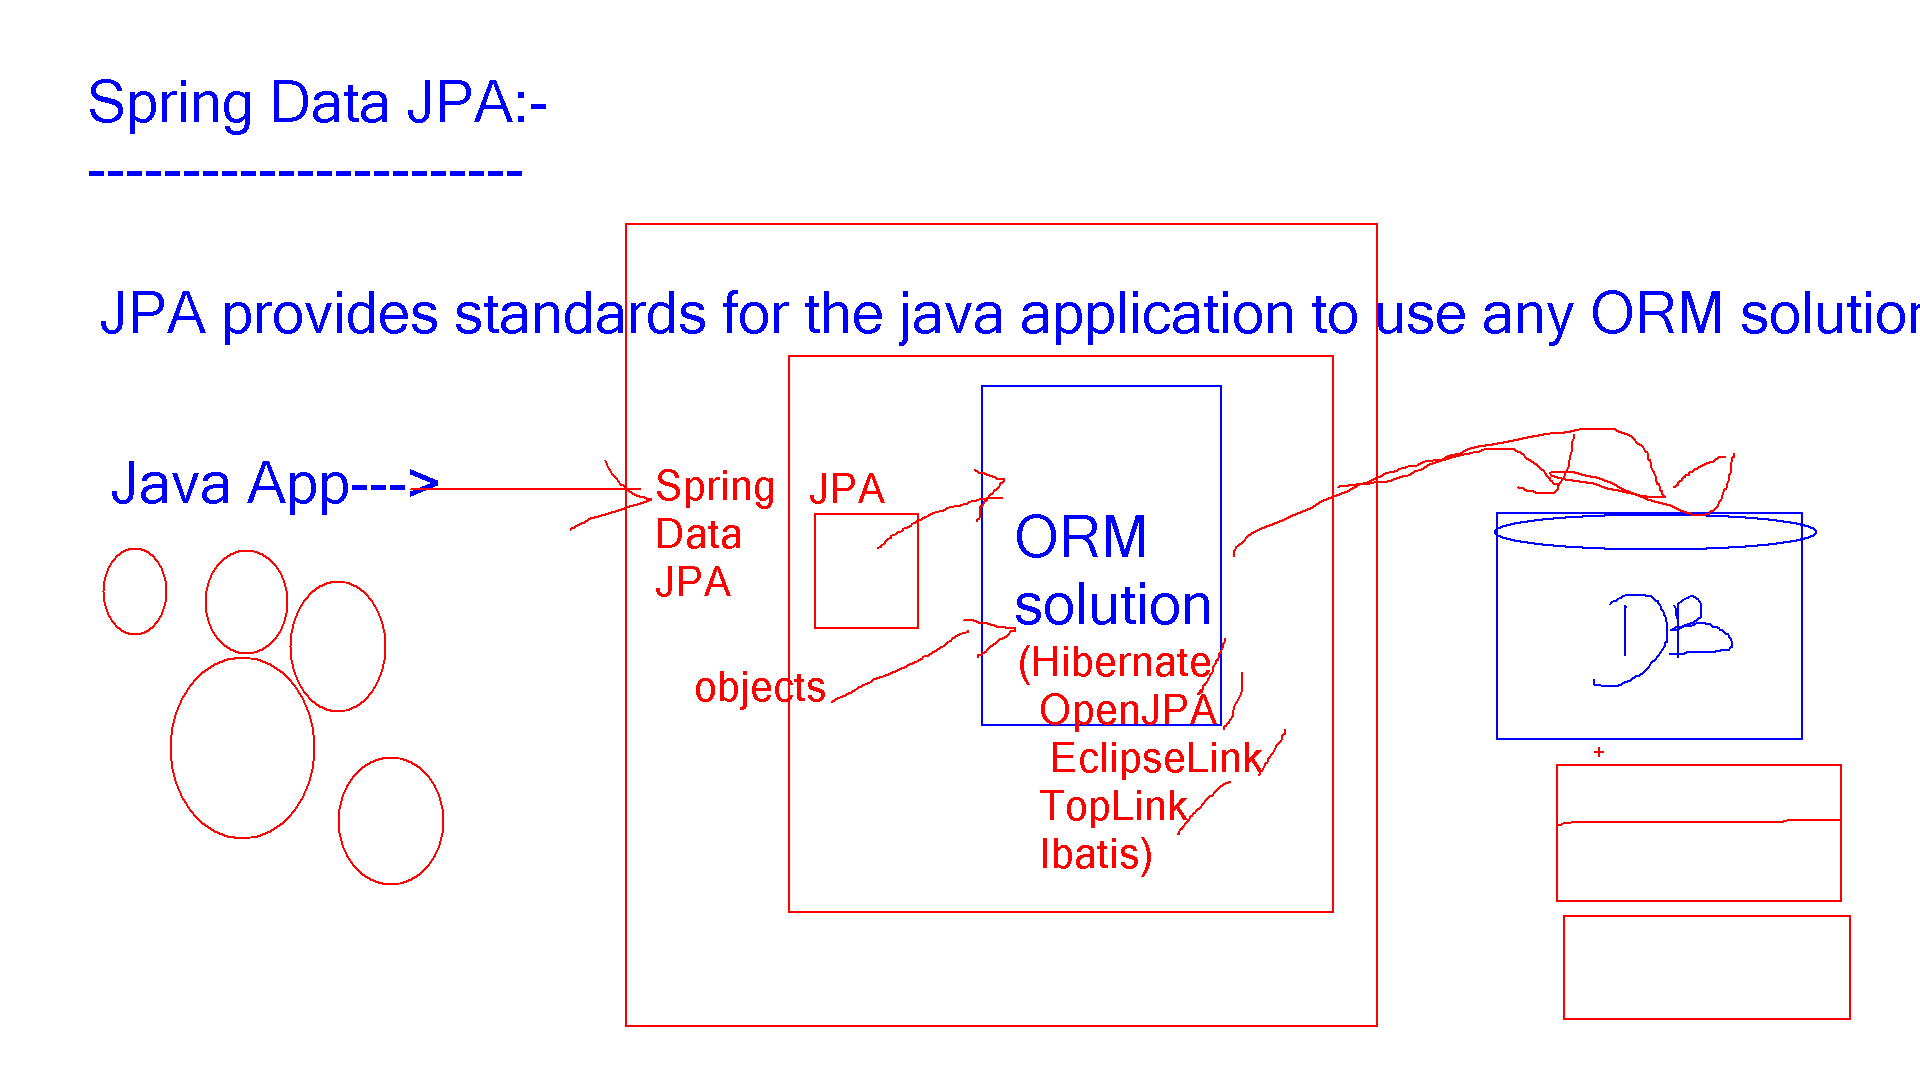 Spring Data JPA:-
-----------------------
JPA provides standards for the java application to use any ORM solution
Java App--->
Spring
Data
JPA
JPA
ORM
solution
(Hibernate
OpenJPA
EclipseLink
TopLink
Ibatis)
objects
DB